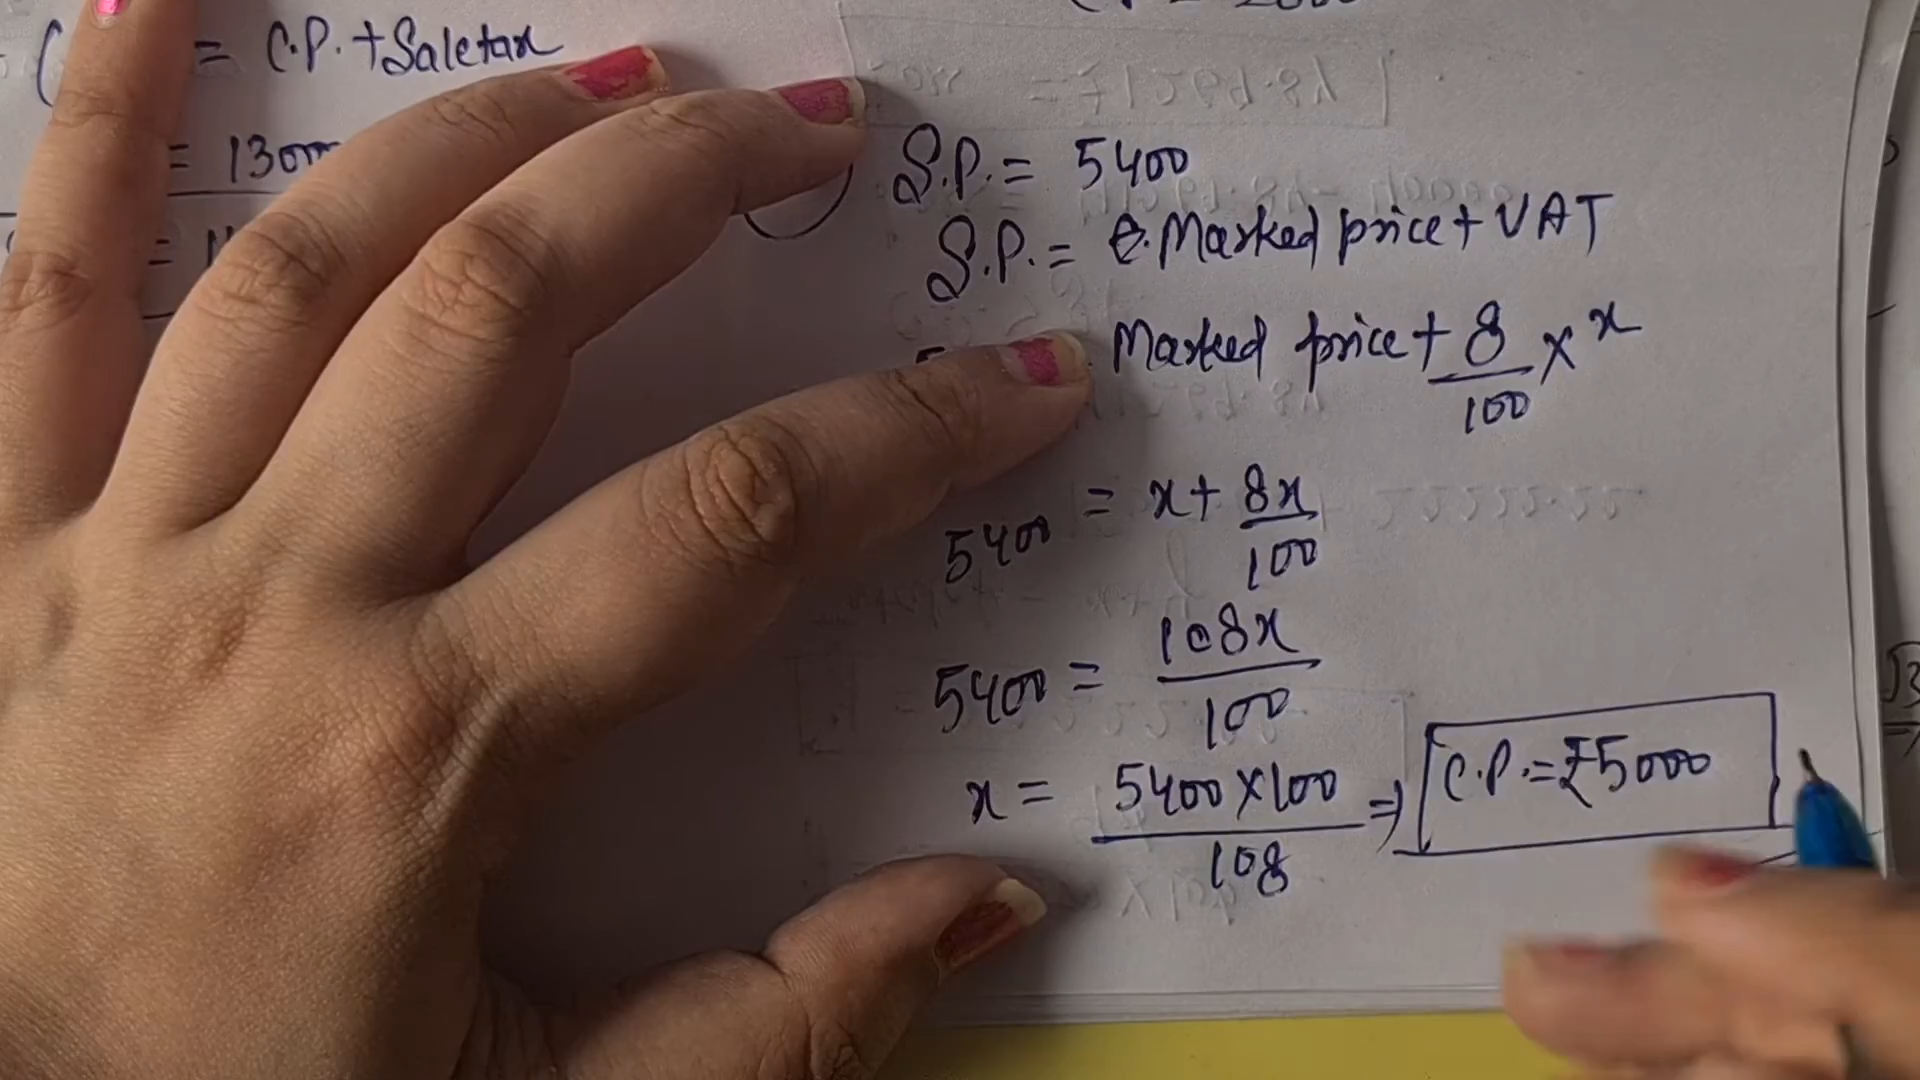 = C.P. + Saletax
= 1300
S.P. = 5400
S.P. = Marked price + VAT
Marked price + 8/100 × x
5400 = x + 8x/100
5400 = 108x/100
x = 5400 × 100/108 ⇒ C.P. = ₹5000